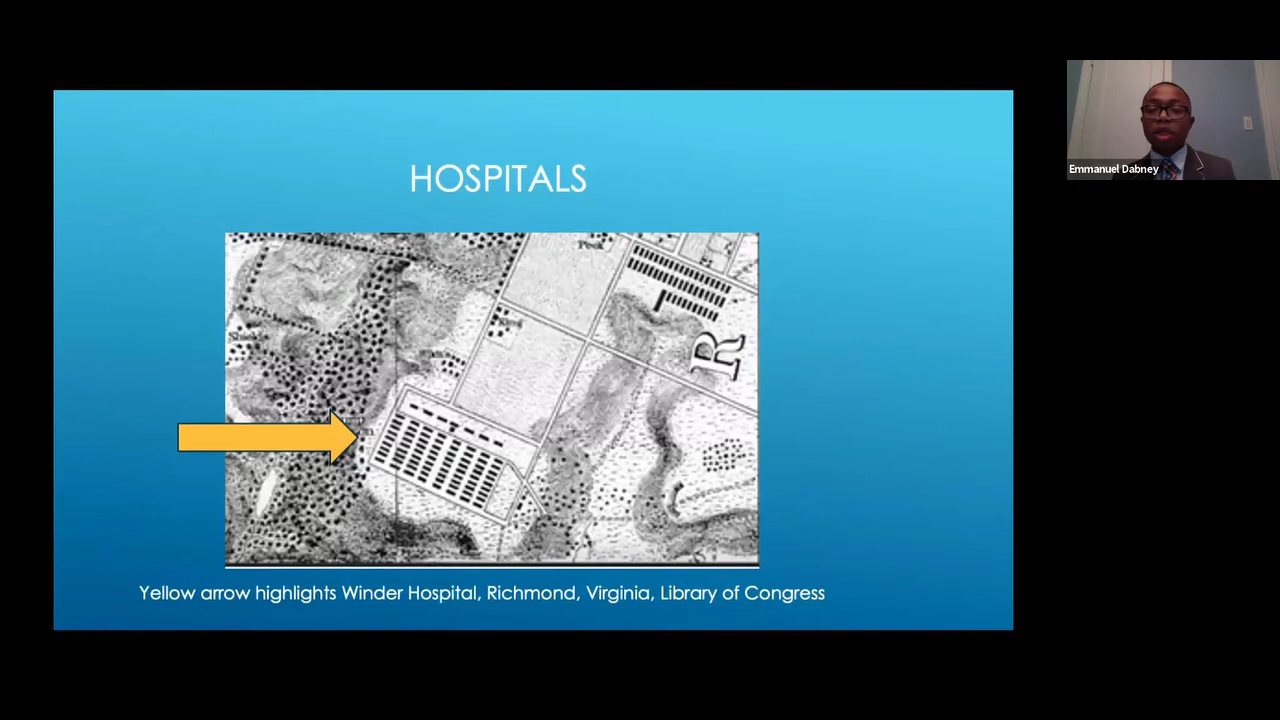 HOSPITALS
R
Yellow arrow highlights Winder Hospital, Richmond, Virginia, Library of Congress
Emmanuel Dabney